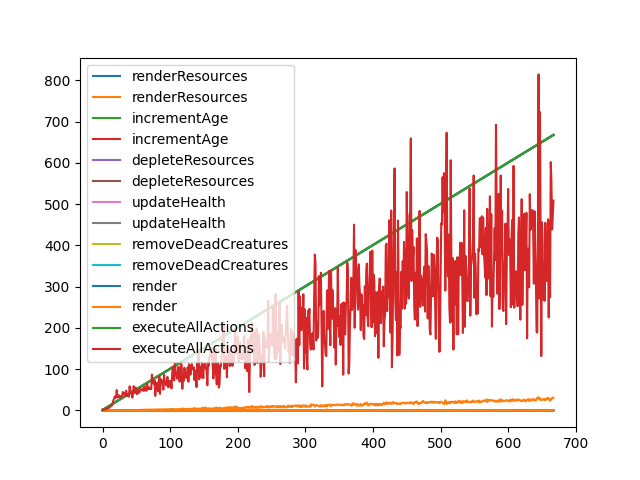 800
700
600
500
400
300
200
100
0
renderResources
renderResources
incrementAge
incrementAge
depleteResources
depleteResources
updateHealth
updateHealth
removeDeadCreatures
removeDeadCreatures
render
render
executeAllActions
executeAllActions
0 100 200 300 400 500 600 700